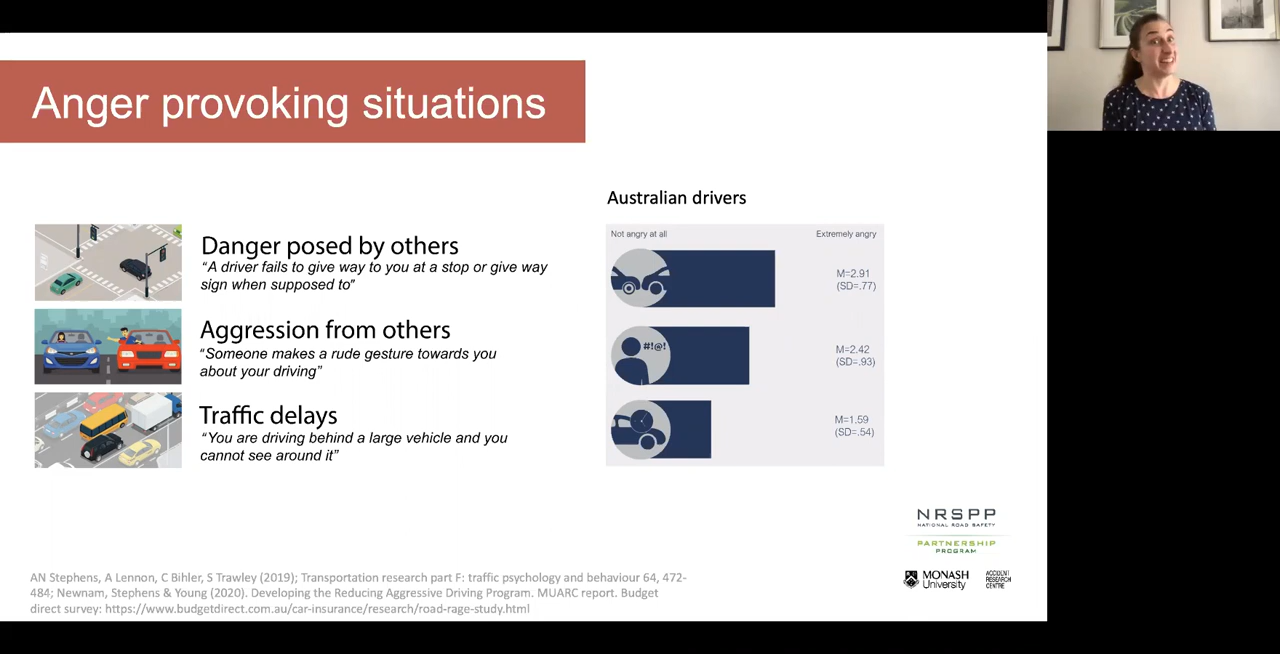 Anger provoking situations
Danger posed by others
“A driver fails to give way to you at a stop or give way
sign when supposed to”
Aggression from others
“Someone makes a rude gesture towards you
about your driving”
Traffic delays
“You are driving behind a large vehicle and you
cannot see around it”
Australian drivers
Not angry at all
Extremely angry
M=2.91
(SD=.77)
#!@!
M=2.42
(SD=.93)
M=1.59
(SD=.54)
NRSPP
NATIONAL ROAD SAFETY
PARTNERSHIP
PROGRAM
MONASH
University
ACCIDENT
RESEARCH
CENTRE
AN Stephens, A Lennon, C Bihler, S Trawley (2019); Transportation research part F: traffic psychology and behaviour 64, 472-
484; Newnam, Stephens & Young (2020). Developing the Reducing Aggressive Driving Program. MUARC report. Budget
direct survey: https://www.budgetdirect.com.au/car-insurance/research/road-rage-study.html